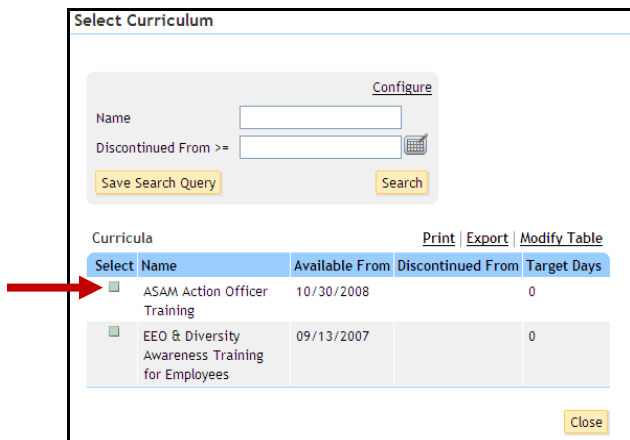 Select Curriculum
Configure
Name
Discontinued From >=
Save Search Query Search
Curricula Print | Export | Modify Table
Select Name Available From Discontinued From Target Days
ASAM Action Officer 10/30/2008 0
Training
EEO & Diversity 09/13/2007 0
Awareness Training
for Employees
Close